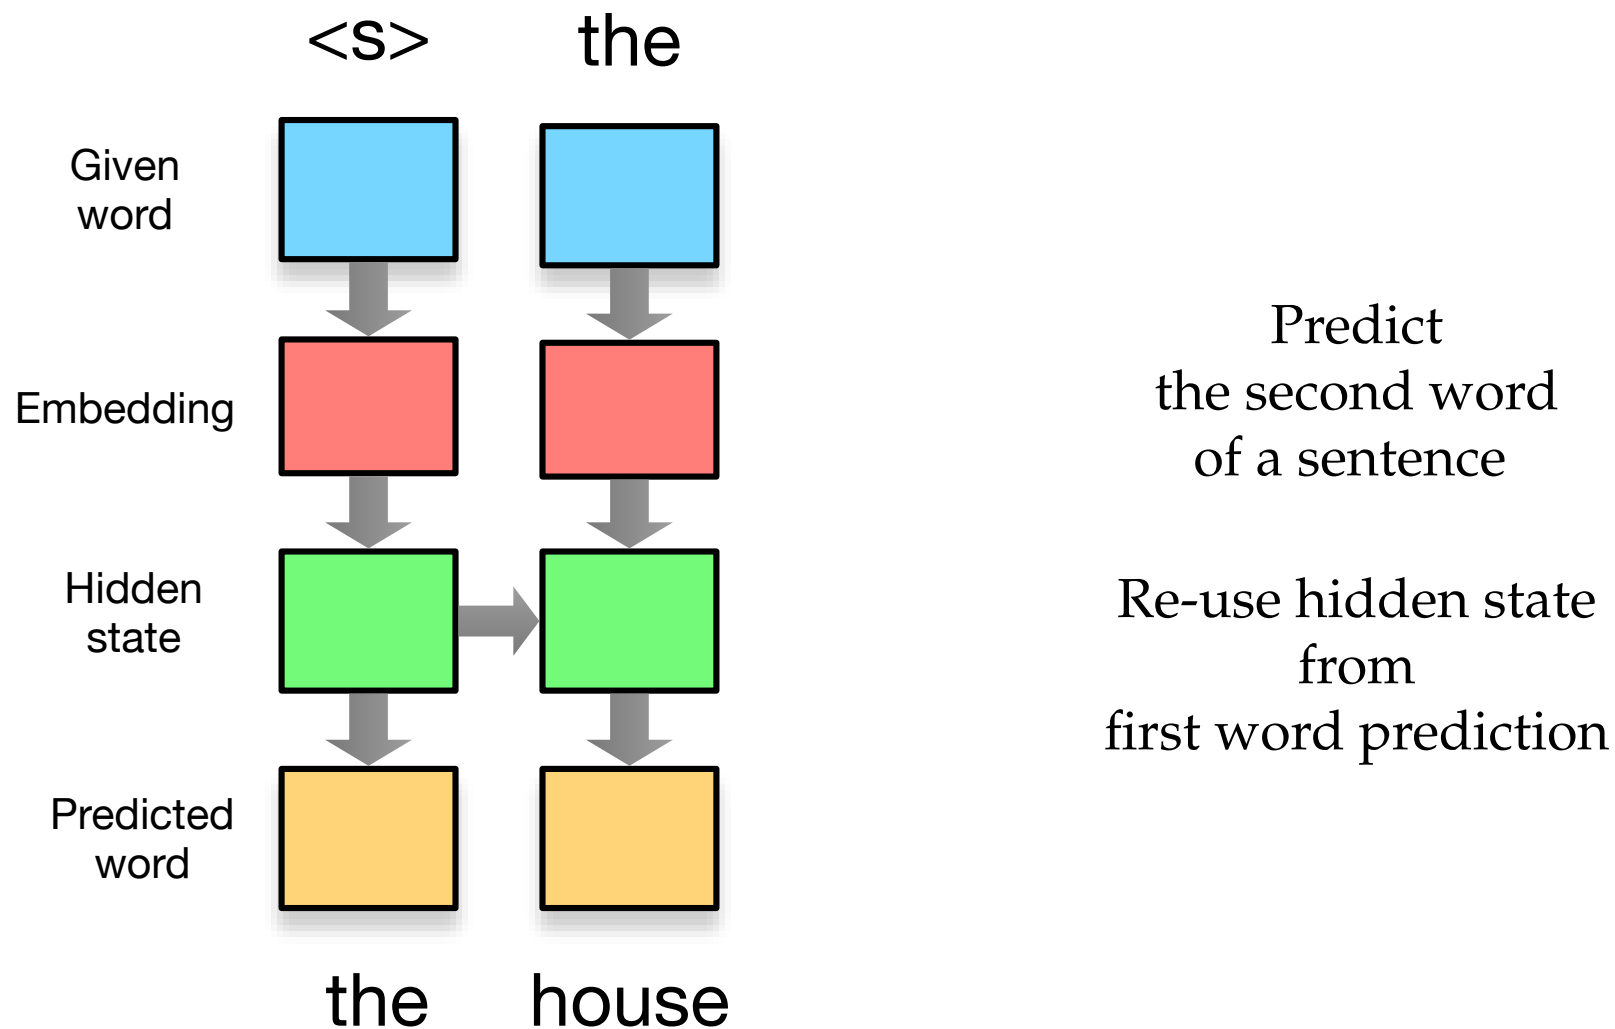 <s> the
Given
word
Embedding
Hidden
state
Predicted
word
the house
Predict
the second word
of a sentence
Re-use hidden state
from
first word prediction